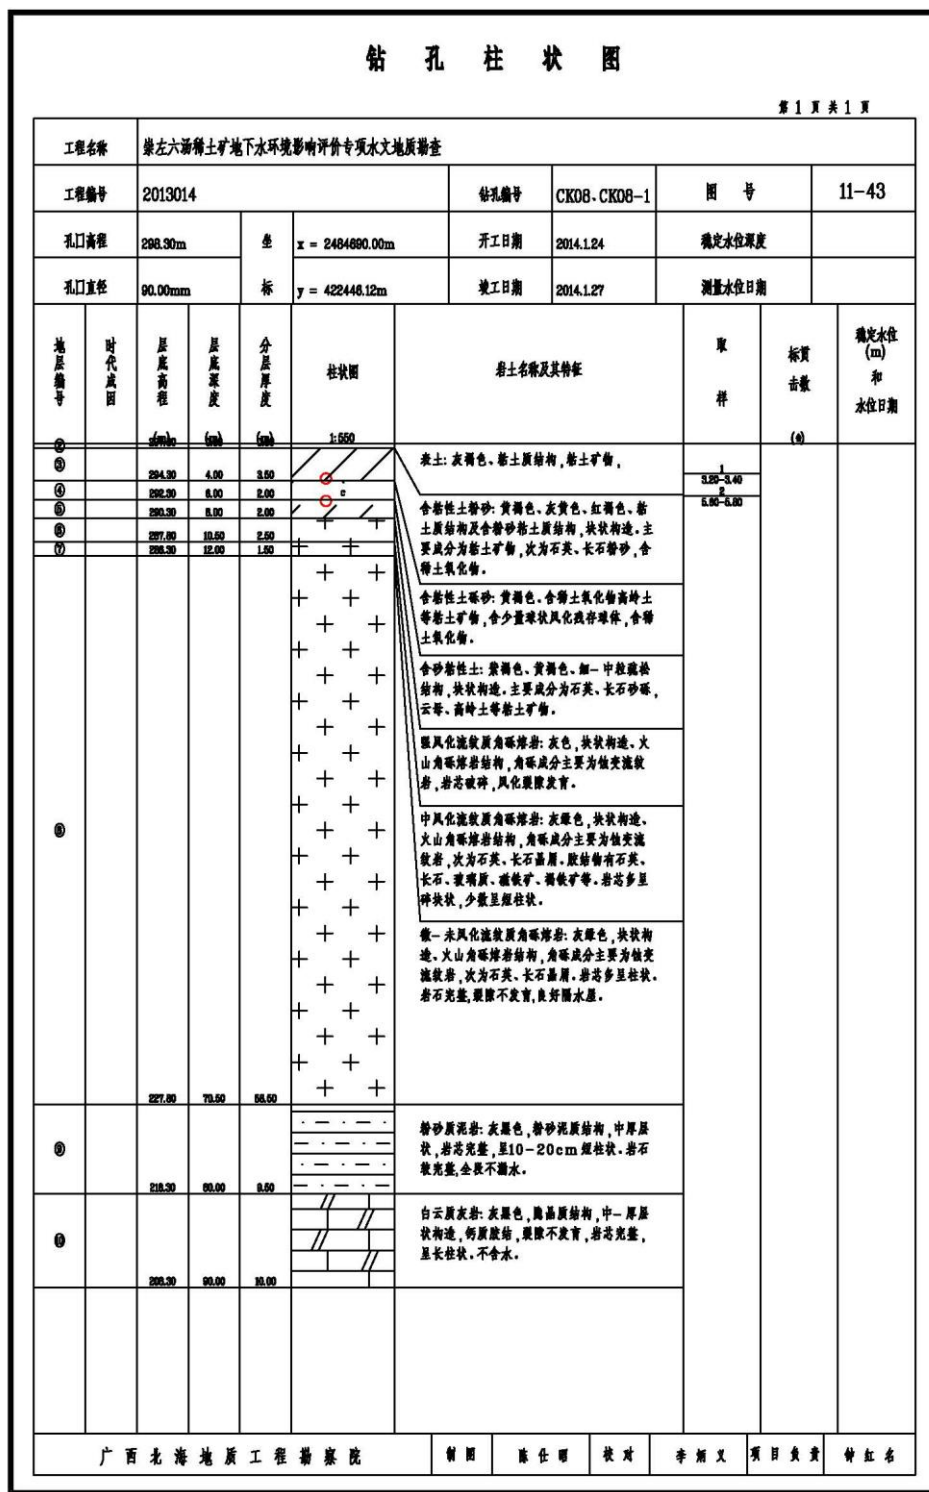 钻 孔 柱 状 图
第 1 页 共 1 页
工程名称 崇左六汤稀土矿地下水环境影响评价专项水文地质勘查
工程编号 2013014 钻孔编号 CK08、CK08-1 图 号 11-43
孔口高程 298.30m 坐 x = 2484690.00m 开工日期 2014.1.24 稳定水位深度
孔口直径 90.00mm 标 y = 422446.12m 竣工日期 2014.1.27 测量水位日期
地层编号 时代成因 层底高程 (m) 层底深度 (m) 分层厚度 (m) 柱状图 1:550 岩土名称及其特征 取样 标贯击数 稳定水位(m)和水位日期
②
③ 294.30 4.00 3.50
④ 292.30 6.00 2.00
⑤ 290.30 8.00 2.00
⑥ 287.80 10.50 2.50
⑦ 286.30 12.00 1.50
表土: 灰褐色、粘土质结构,粘土矿物,
1
3.20-3.40
2
5.60-5.80
含粘性土粉砂: 黄褐色、灰黄色、红褐色、粘
土质结构及含粉砂粘土质结构,块状构造.主
要成分为粘土矿物,次为石英、长石粉砂,含
稀土氧化物.
含粘性土砾砂: 黄褐色、含稀土氧化物高岭土
等粘土矿物,含少量球状风化残存球体,含稀
土氧化物.
含砂粘性土: 紫褐色、黄褐色、细-中粒疏松
结构,块状构造.主要成分为石英、长石砂砾,
云母、高岭土等粘土矿物.
强风化流纹质角砾熔岩: 灰色,块状构造、火
山角砾熔岩结构,角砾成分主要为蚀变流纹
岩,岩芯破碎,风化裂隙发育.
中风化流纹质角砾熔岩: 灰绿色,块状构造、
火山角砾熔岩结构,角砾成分主要为蚀变流
纹岩,次为石英、长石晶屑.胶结物有石英、
长石、玻璃质、磁铁矿、褐铁矿等.岩芯多呈
碎块状,少数呈短柱状.
微-未风化流纹质角砾熔岩: 灰绿色,块状构
造、火山角砾熔岩结构,角砾成分主要为蚀变
流纹岩,次为石英、长石晶屑.岩芯多呈柱状.
岩石完整,裂隙不发育,良好隔水层.
⑧ 227.80 70.50 58.50
粉砂质泥岩: 灰黑色,粉砂泥质结构,中厚层
状,岩芯完整,呈10-20cm 短柱状.岩石
较完整,全段不漏水.
⑨ 218.30 80.00 9.50
白云质灰岩: 灰黑色,隐晶质结构,中-厚层
状构造,钙质胶结,裂隙不发育,岩芯完整,
呈长柱状.不含水.
⑩ 208.30 90.00 10.00
广 西 北 海 地 质 工 程 勘 察 院 制 图 陈 仕 昭 校 对 李 炳 义 项 目 负 责 钟 红 名